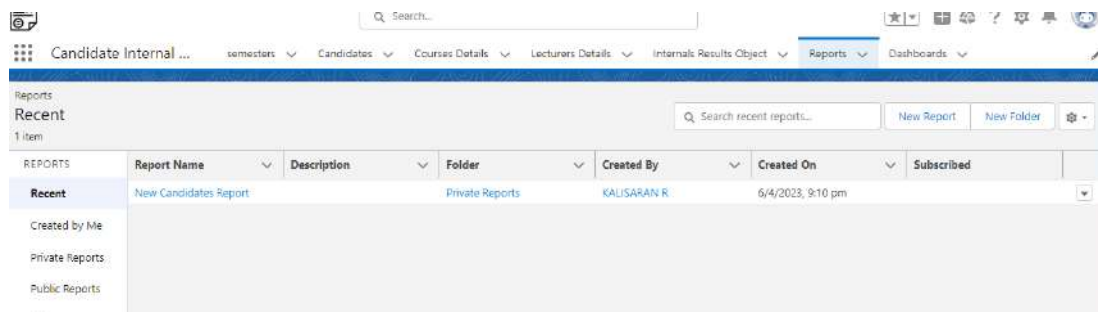 Search...
Candidate Internal ... semesters Candidates Courses Details Lecturers Details Internals Results Object Reports Dashboards
Reports
Recent
1 item
Search recent reports...
New Report New Folder
REPORTS Report Name Description Folder Created By Created On Subscribed
Recent New Candidates Report Private Reports KALISARAN R 6/4/2023, 9:10 pm
Created by Me
Private Reports
Public Reports